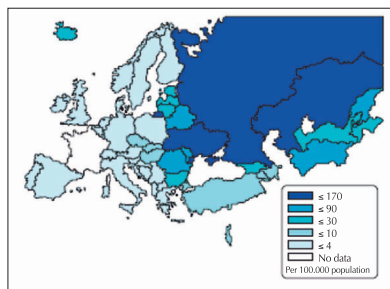 ≤ 170
≤ 90
≤ 30
≤ 10
≤ 4
No data
Per 100.000 population